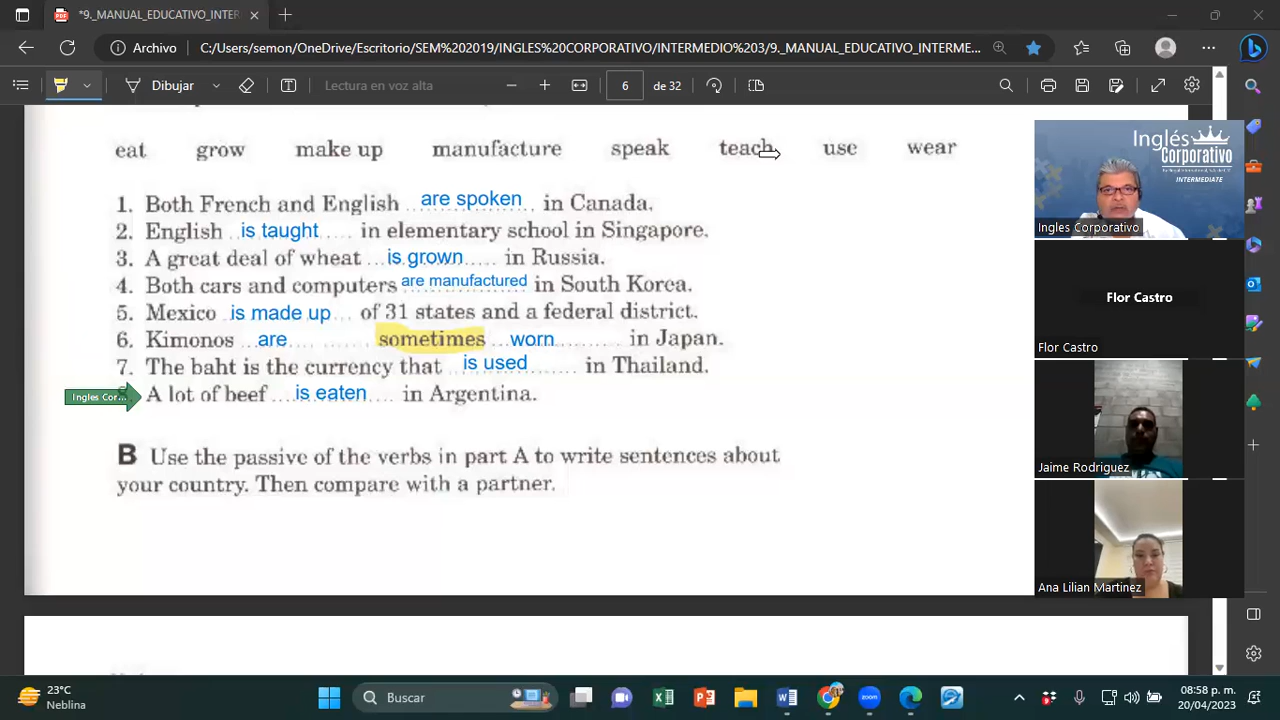 *9._MANUAL_EDUCATIVO_INTERME
Archivo
C:/Users/semon/OneDrive/Escritorio/SEM%202019/INGLES%20CORPORATIVO/INTERMEDIO%203/9._MANUAL_EDUCATIVO_INTERME...
Dibujar
Lectura en voz alta
6
de 32
eat grow make up manufacture speak teach use wear
1. Both French and English are spoken in Canada.
2. English is taught in elementary school in Singapore.
3. A great deal of wheat is grown in Russia.
4. Both cars and computers are manufactured in South Korea.
5. Mexico is made up of 31 states and a federal district.
6. Kimonos are sometimes worn in Japan.
7. The baht is the currency that is used in Thailand.
Ingles Cor...
A lot of beef is eaten in Argentina.
B Use the passive of the verbs in part A to write sentences about
your country. Then compare with a partner.
Inglés
Corporativo
INTERMEDIATE
Ingles Corporativo
Flor Castro
Flor Castro
Jaime Rodriguez
Ana Lilian Martinez
23°C
Neblina
Buscar
08:58 p. m.
20/04/2023